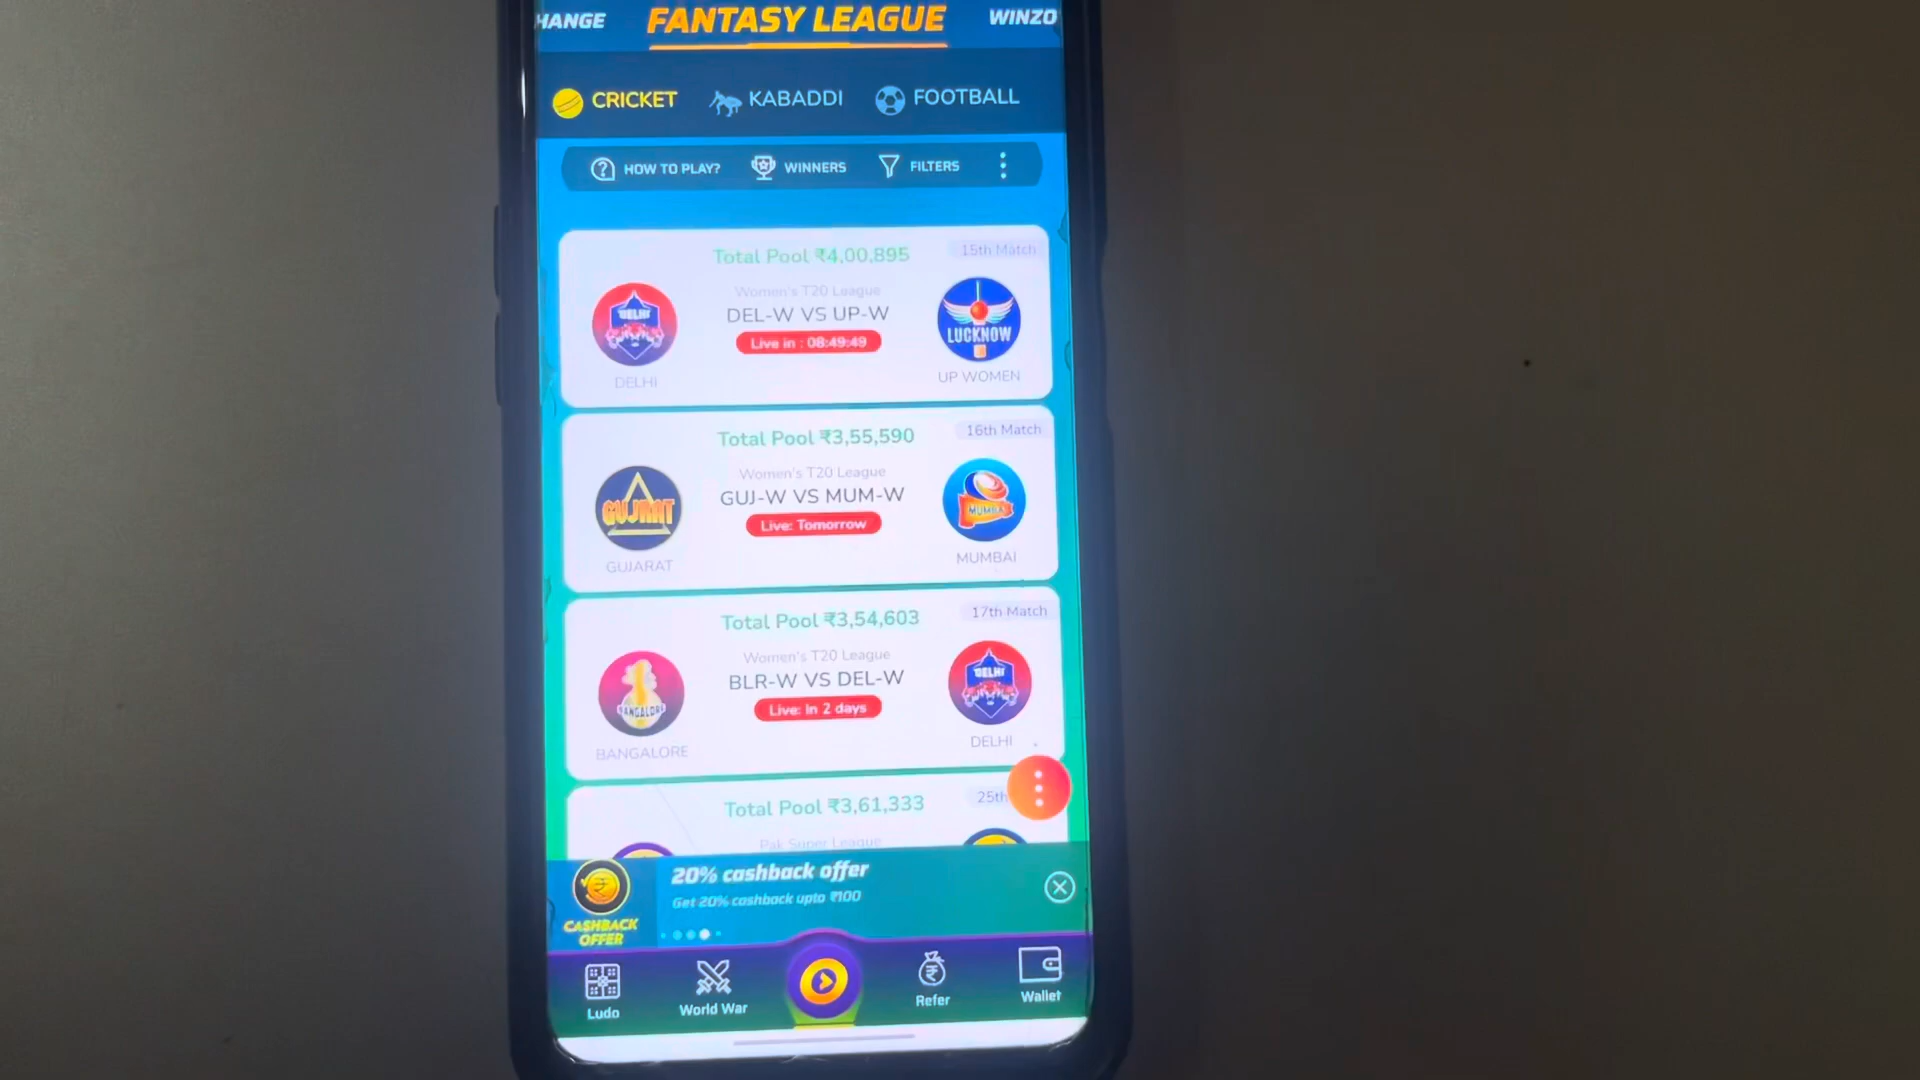 HANGE FANTASY LEAGUE WINZO
CRICKET KABADDI FOOTBALL
HOW TO PLAY? WINNERS FILTERS
Total Pool ₹4,00,895 15th Match
Women's T20 League
DELHI
DEL-W VS UP-W
LUCKNOW
Live in : 08:49:49
DELHI
UP WOMEN
Total Pool ₹3,55,590 16th Match
Women's T20 League
GUJ-W VS MUM-W
GUJRAT
MUMBAI
Live: Tomorrow
GUJARAT
MUMBAI
Total Pool ₹3,54,603 17th Match
Women's T20 League
BLR-W VS DEL-W
DELHI
BANGALORE
Live: In 2 days
BANGALORE
DELHI
Total Pool ₹3,61,333 25th
Pak Super League
20% cashback offer
Get 20% cashback upto ₹100
CASHBACK
OFFER
Ludo World War Refer Wallet